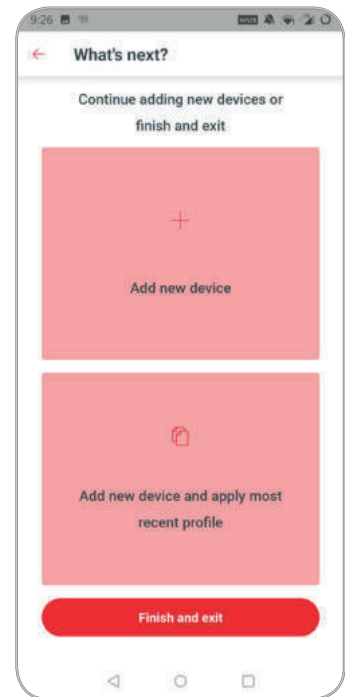 9:26
What's next?
Continue adding new devices or
finish and exit
Add new device
Add new device and apply most
recent profile
Finish and exit